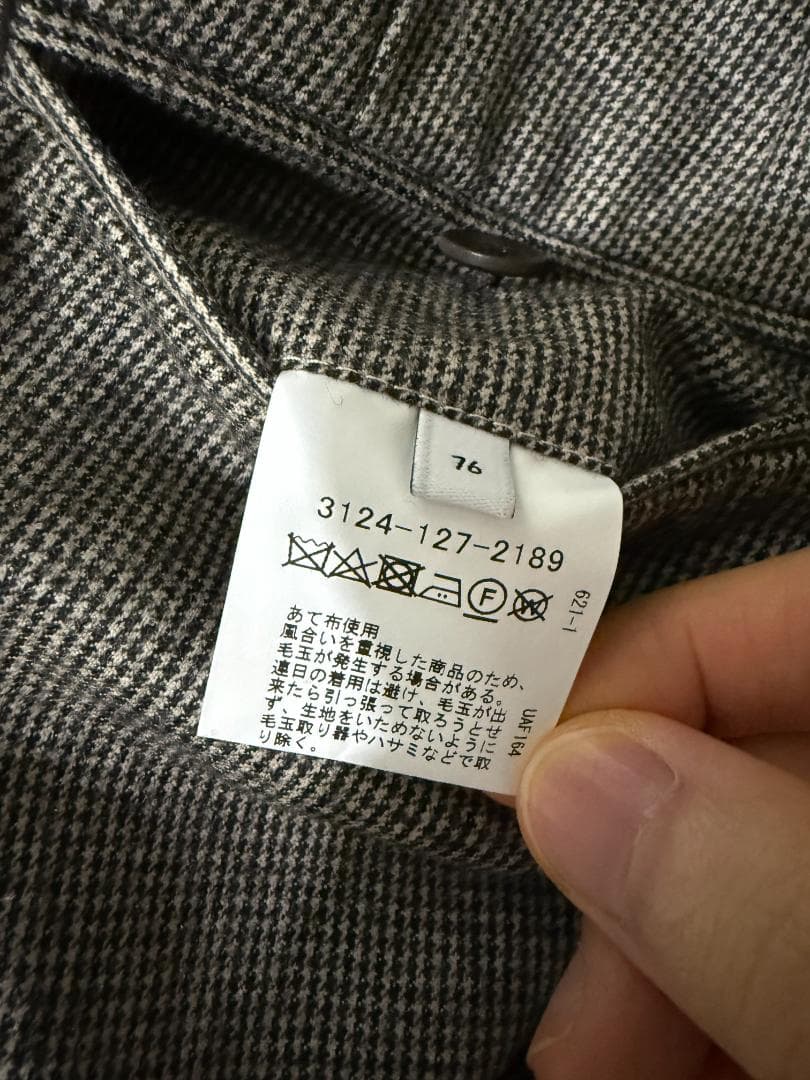 76
3124-127-2189
F
W
621-1
あて布使用
風合いを重視した商品のため、
毛玉が発生する場合がある。
連日の着用は避け、毛玉が出
来たら引っ張って取ろうとせ
ず、生地をいためないように
毛玉取り器やハサミなどで取
り除く。
UAF164